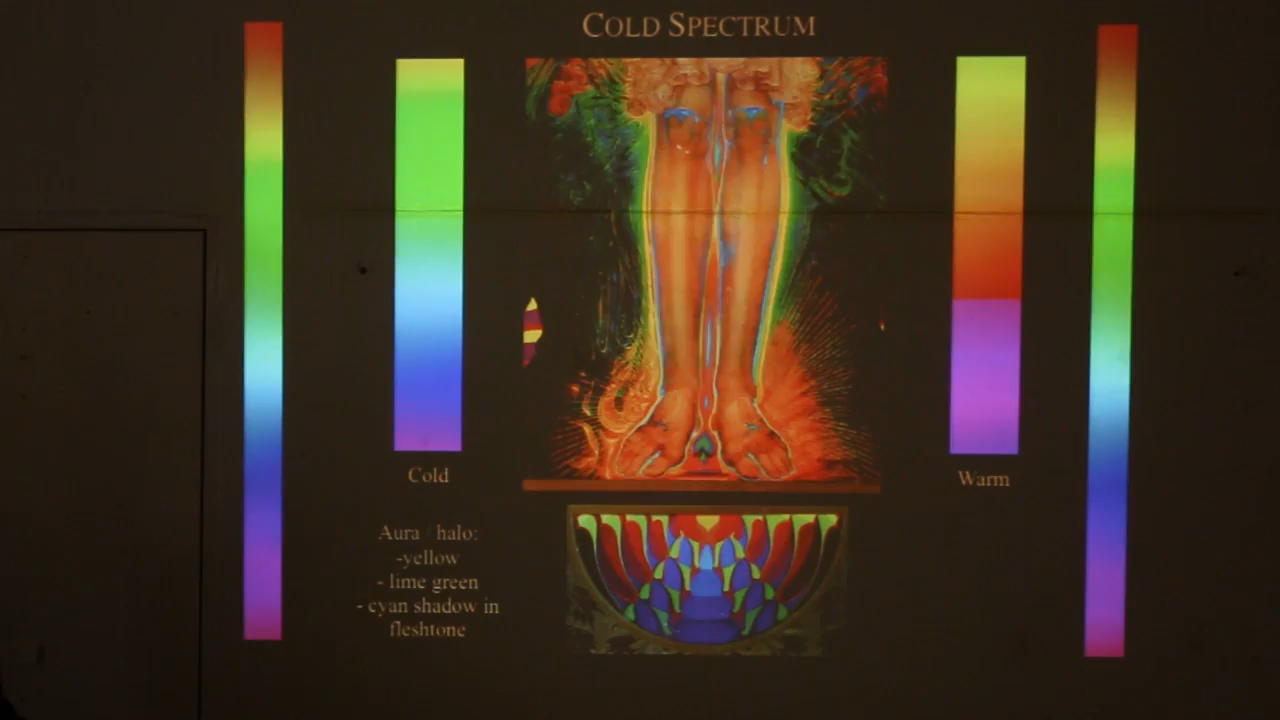 COLD SPECTRUM
Cold
Warm
Aura / halo:
-yellow
- lime green
- cyan shadow in
fleshtone